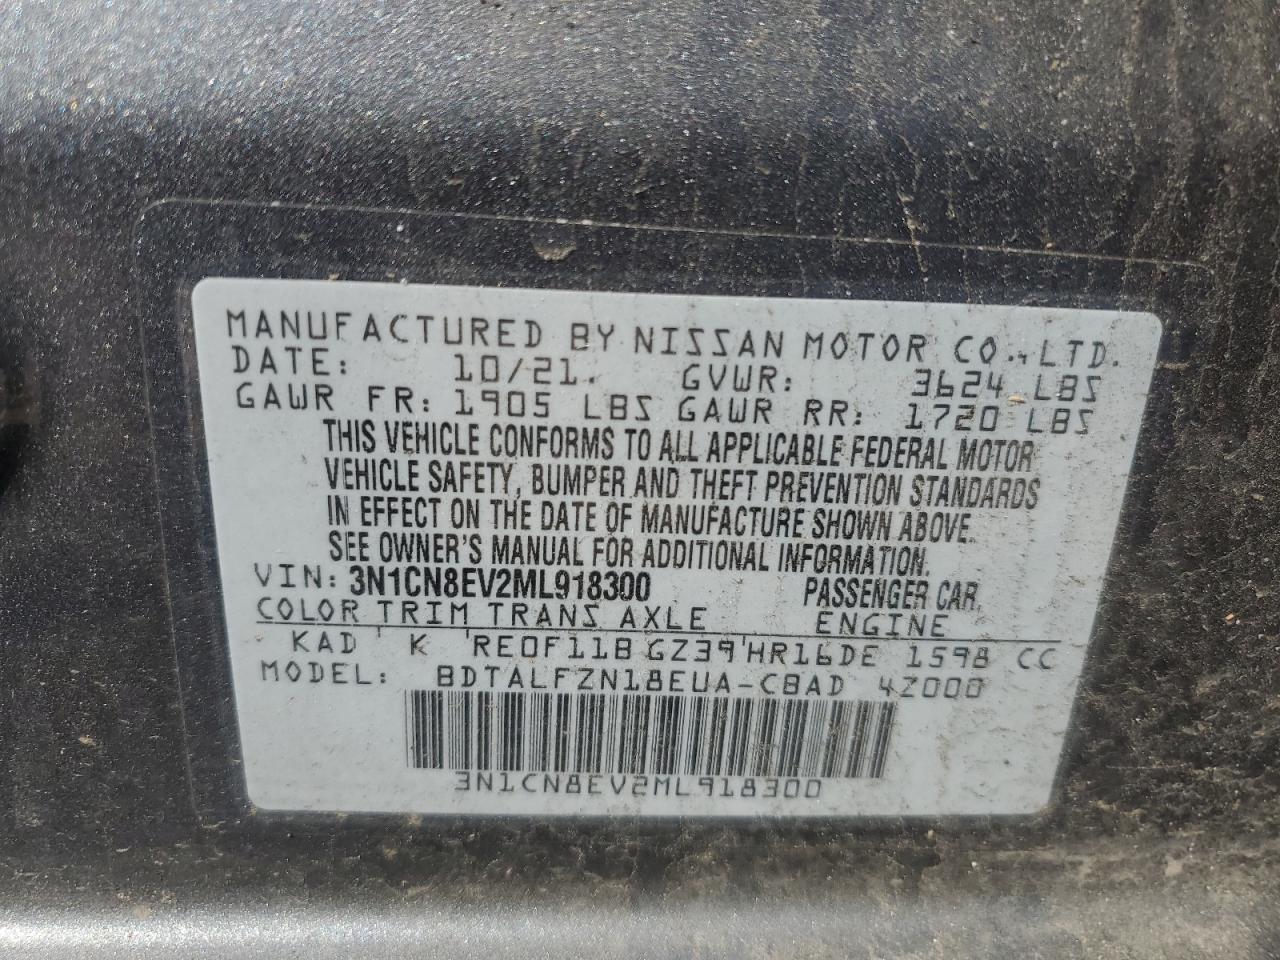 MANUFACTURED BY NISSAN MOTOR CO., LTD.
DATE: 10/21. GVWR: 3624 LBS
GAWR FR: 1905 LBS GAWR RR: 1720 LBS
THIS VEHICLE CONFORMS TO ALL APPLICABLE FEDERAL MOTOR
VEHICLE SAFETY, BUMPER AND THEFT PREVENTION STANDARDS
IN EFFECT ON THE DATE OF MANUFACTURE SHOWN ABOVE.
SEE OWNER'S MANUAL FOR ADDITIONAL INFORMATION.
VIN: 3N1CN8EV2ML918300 PASSENGER CAR
COLOR TRIM TRANS AXLE ENGINE
KAD K RE0F11B GZ39 HR16DE 1598 CC
MODEL: BDTALFZN18EUA-CBAD 4Z000
3N1CN8EV2ML918300